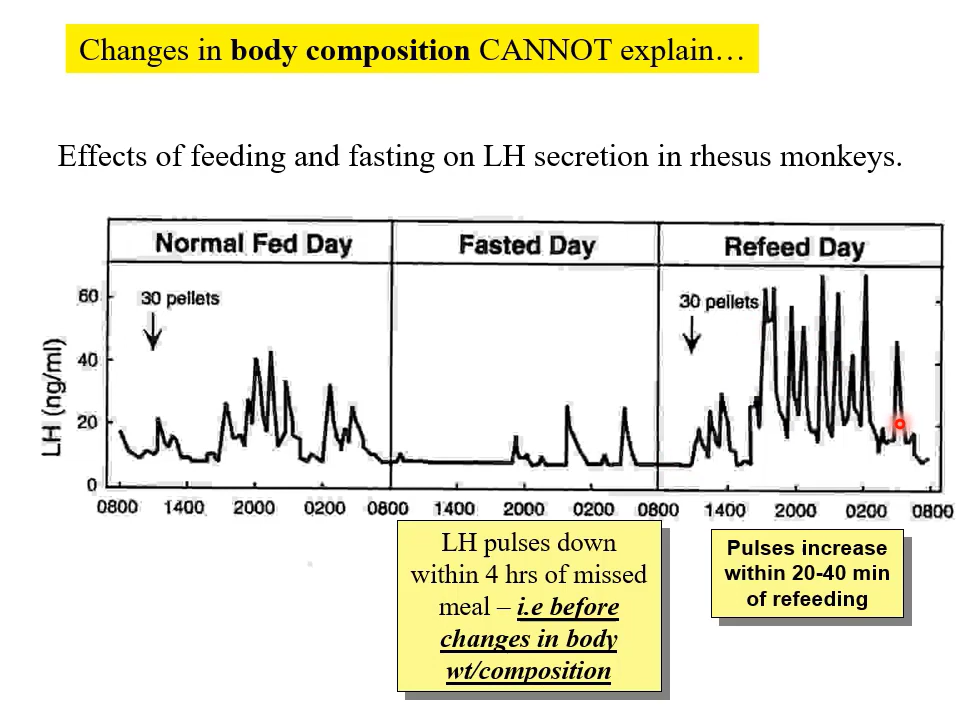 Changes in body composition CANNOT explain…
Effects of feeding and fasting on LH secretion in rhesus monkeys.
Normal Fed Day
Fasted Day
Refeed Day
30 pellets
30 pellets
LH (ng/ml)
60
40
20
0
0800 1400 2000 0200 0800 1400 2000 0200 0800 1400 2000 0200 0800
LH pulses down
within 4 hrs of missed
meal – i.e before
changes in body
wt/composition
Pulses increase
within 20-40 min
of refeeding